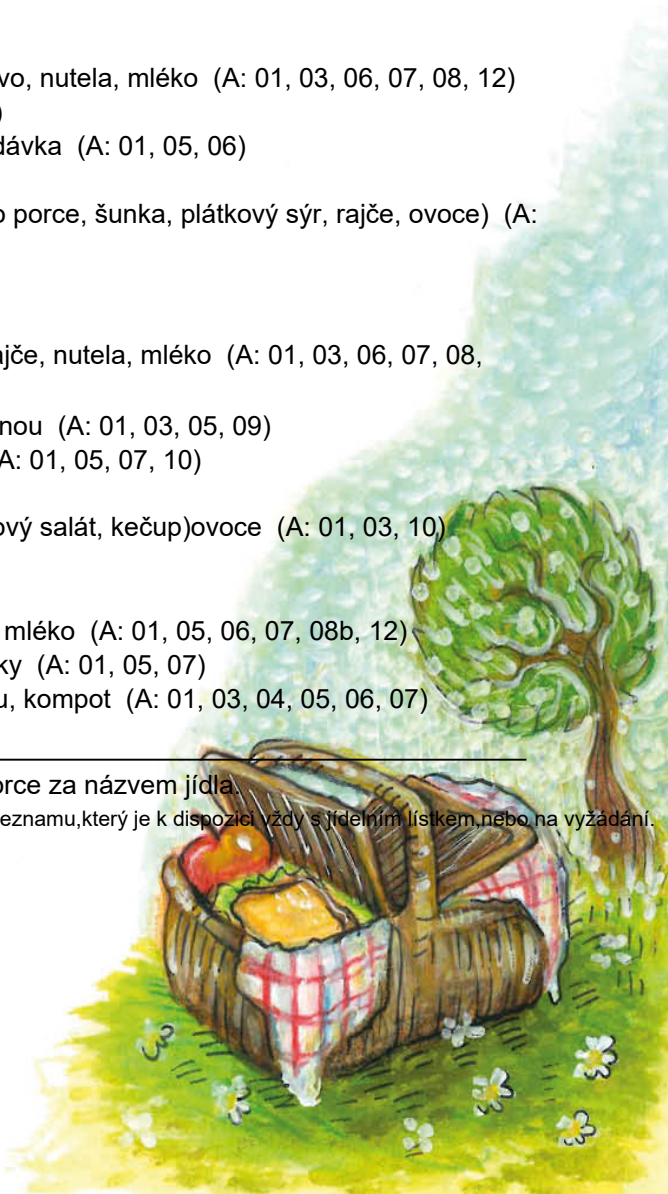 vo, nutela, mléko (A: 01, 03, 06, 07, 08, 12)
)
dávka (A: 01, 05, 06)
o porce, šunka, plátkový sýr, rajče, ovoce) (A:
ajče, nutela, mléko (A: 01, 03, 06, 07, 08,
nou (A: 01, 03, 05, 09)
A: 01, 05, 07, 10)
ový salát, kečup)ovoce (A: 01, 03, 10)
mléko (A: 01, 05, 06, 07, 08b, 12)
ky (A: 01, 05, 07)
u, kompot (A: 01, 03, 04, 05, 06, 07)
orce za názvem jídla.
eznamu,který je k dispozici vždy s jídelním lístkem,nebo na vyžádání.